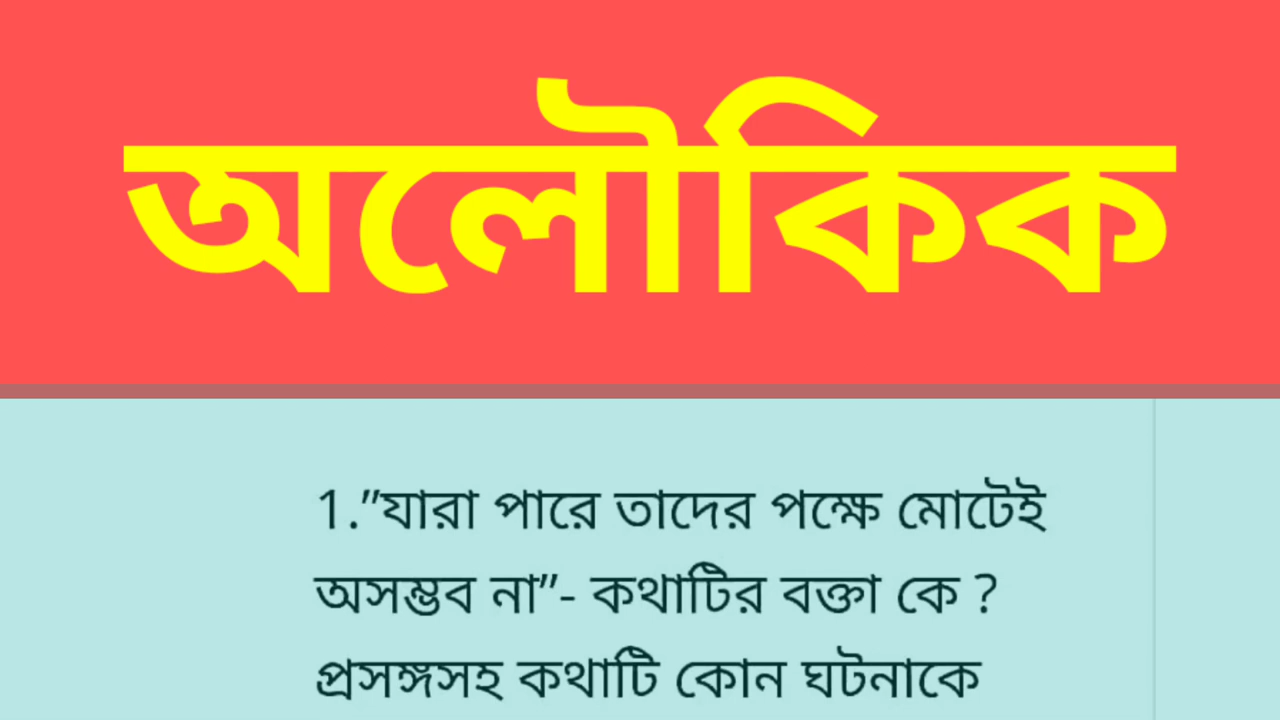 অলৌকিক
1.”যারা পারে তাদের পক্ষে মোটেই
অসম্ভব না”- কথাটির বক্তা কে ?
প্রসঙ্গসহ কথাটি কোন ঘটনাকে